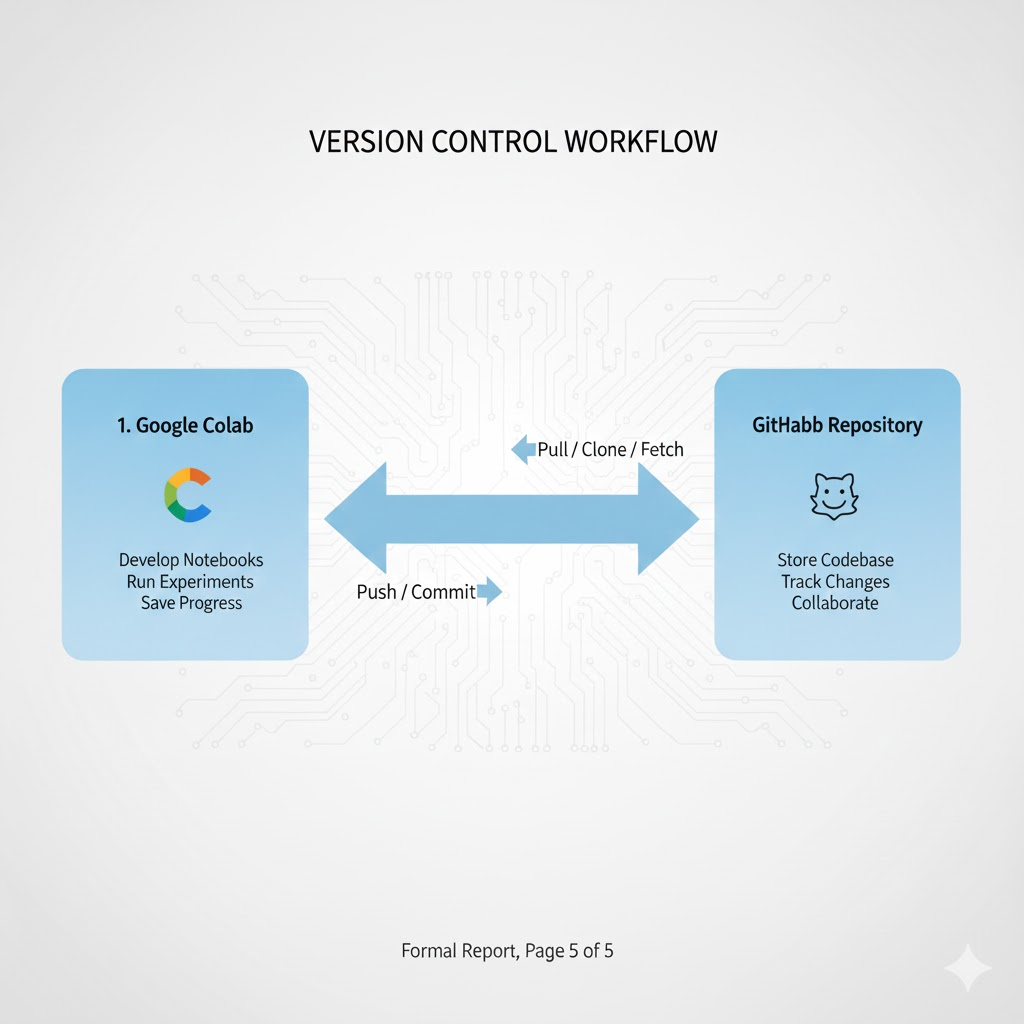 VERSION CONTROL WORKFLOW
1. Google Colab
Develop Notebooks
Run Experiments
Save Progress
Pull / Clone / Fetch
Push / Commit
GitHabb Repository
Store Codebase
Track Changes
Collaborate
Formal Report, Page 5 of 5